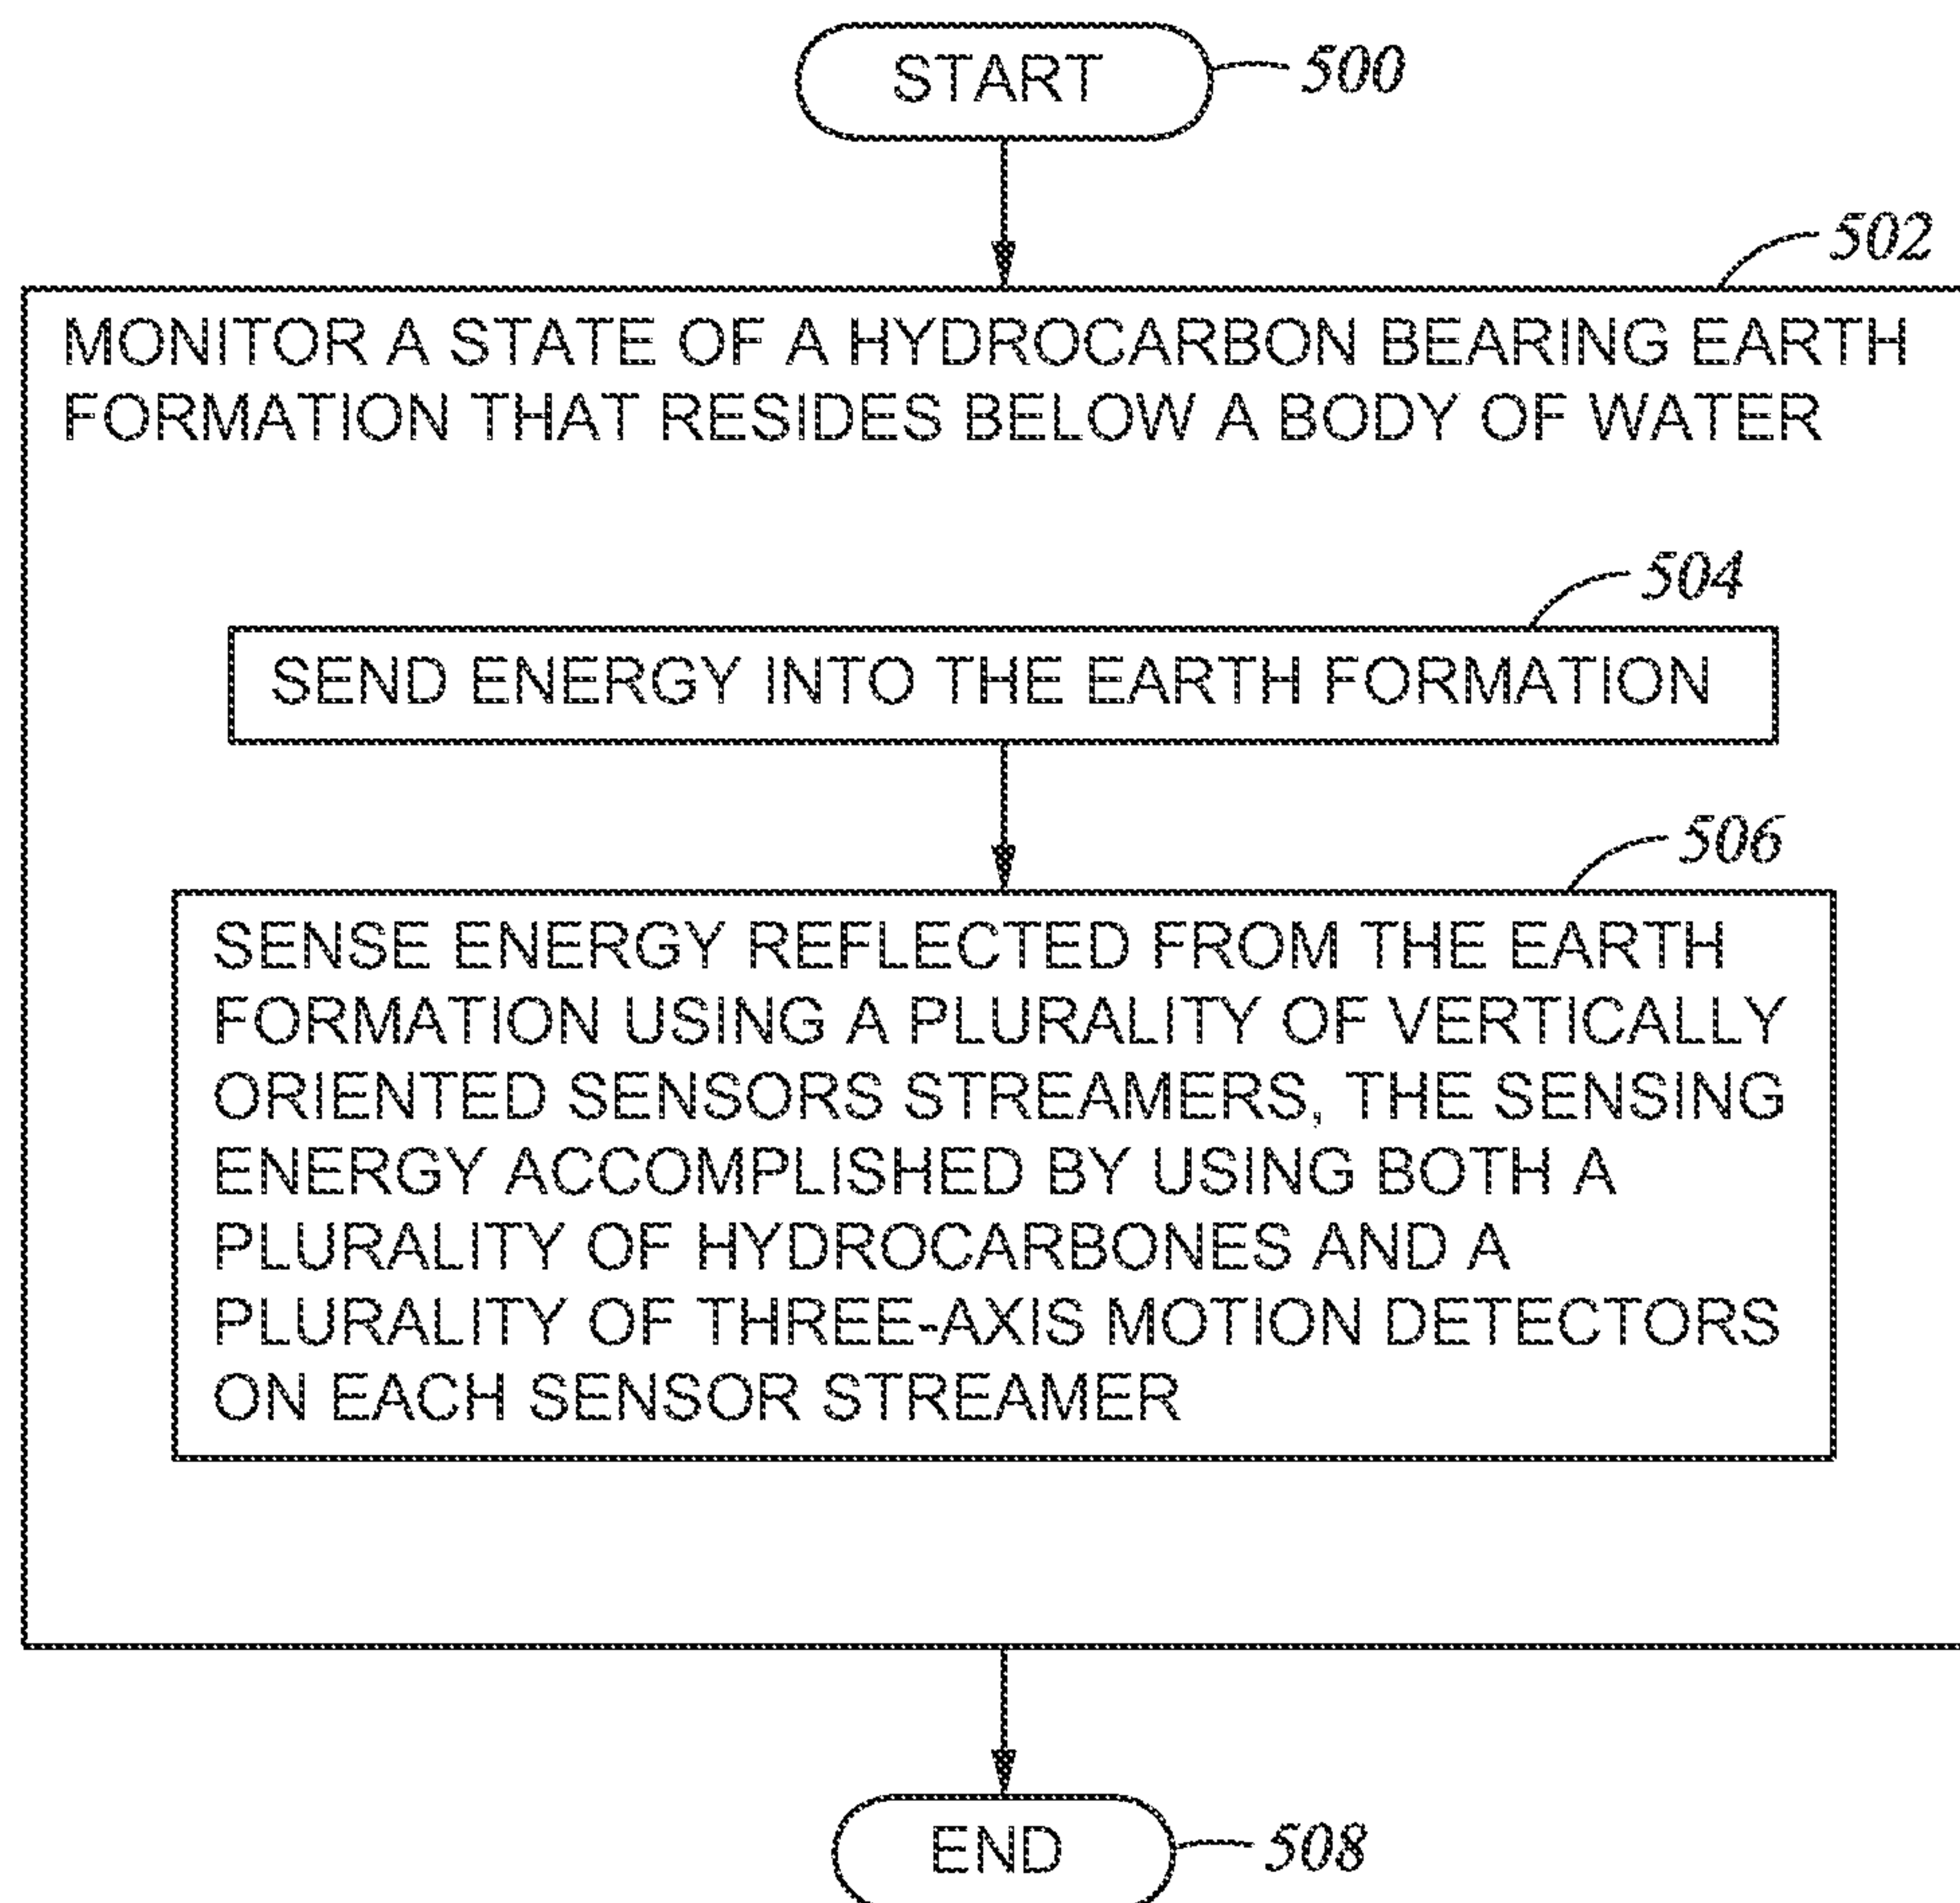 START
500
502
MONITOR A STATE OF A HYDROCARBON BEARING EARTH
FORMATION THAT RESIDES BELOW A BODY OF WATER
504
SEND ENERGY INTO THE EARTH FORMATION
506
SENSE ENERGY REFLECTED FROM THE EARTH
FORMATION USING A PLURALITY OF VERTICALLY
ORIENTED SENSORS STREAMERS, THE SENSING
ENERGY ACCOMPLISHED BY USING BOTH A
PLURALITY OF HYDROCARBONES AND A
PLURALITY OF THREE-AXIS MOTION DETECTORS
ON EACH SENSOR STREAMER
END
508